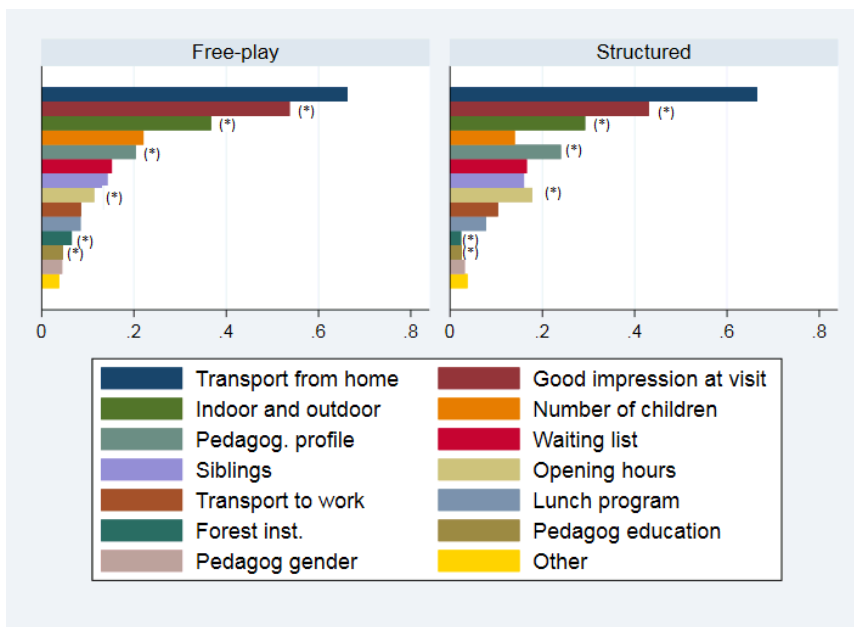 Free-play Structured
(*) (*)
(*) (*)
(*) (*)
(*) (*)
(*) (*)
(*) (*)
0 .2 .4 .6 .8 0 .2 .4 .6 .8
Transport from home Good impression at visit
Indoor and outdoor Number of children
Pedagog. profile Waiting list
Siblings Opening hours
Transport to work Lunch program
Forest inst. Pedagog education
Pedagog gender Other